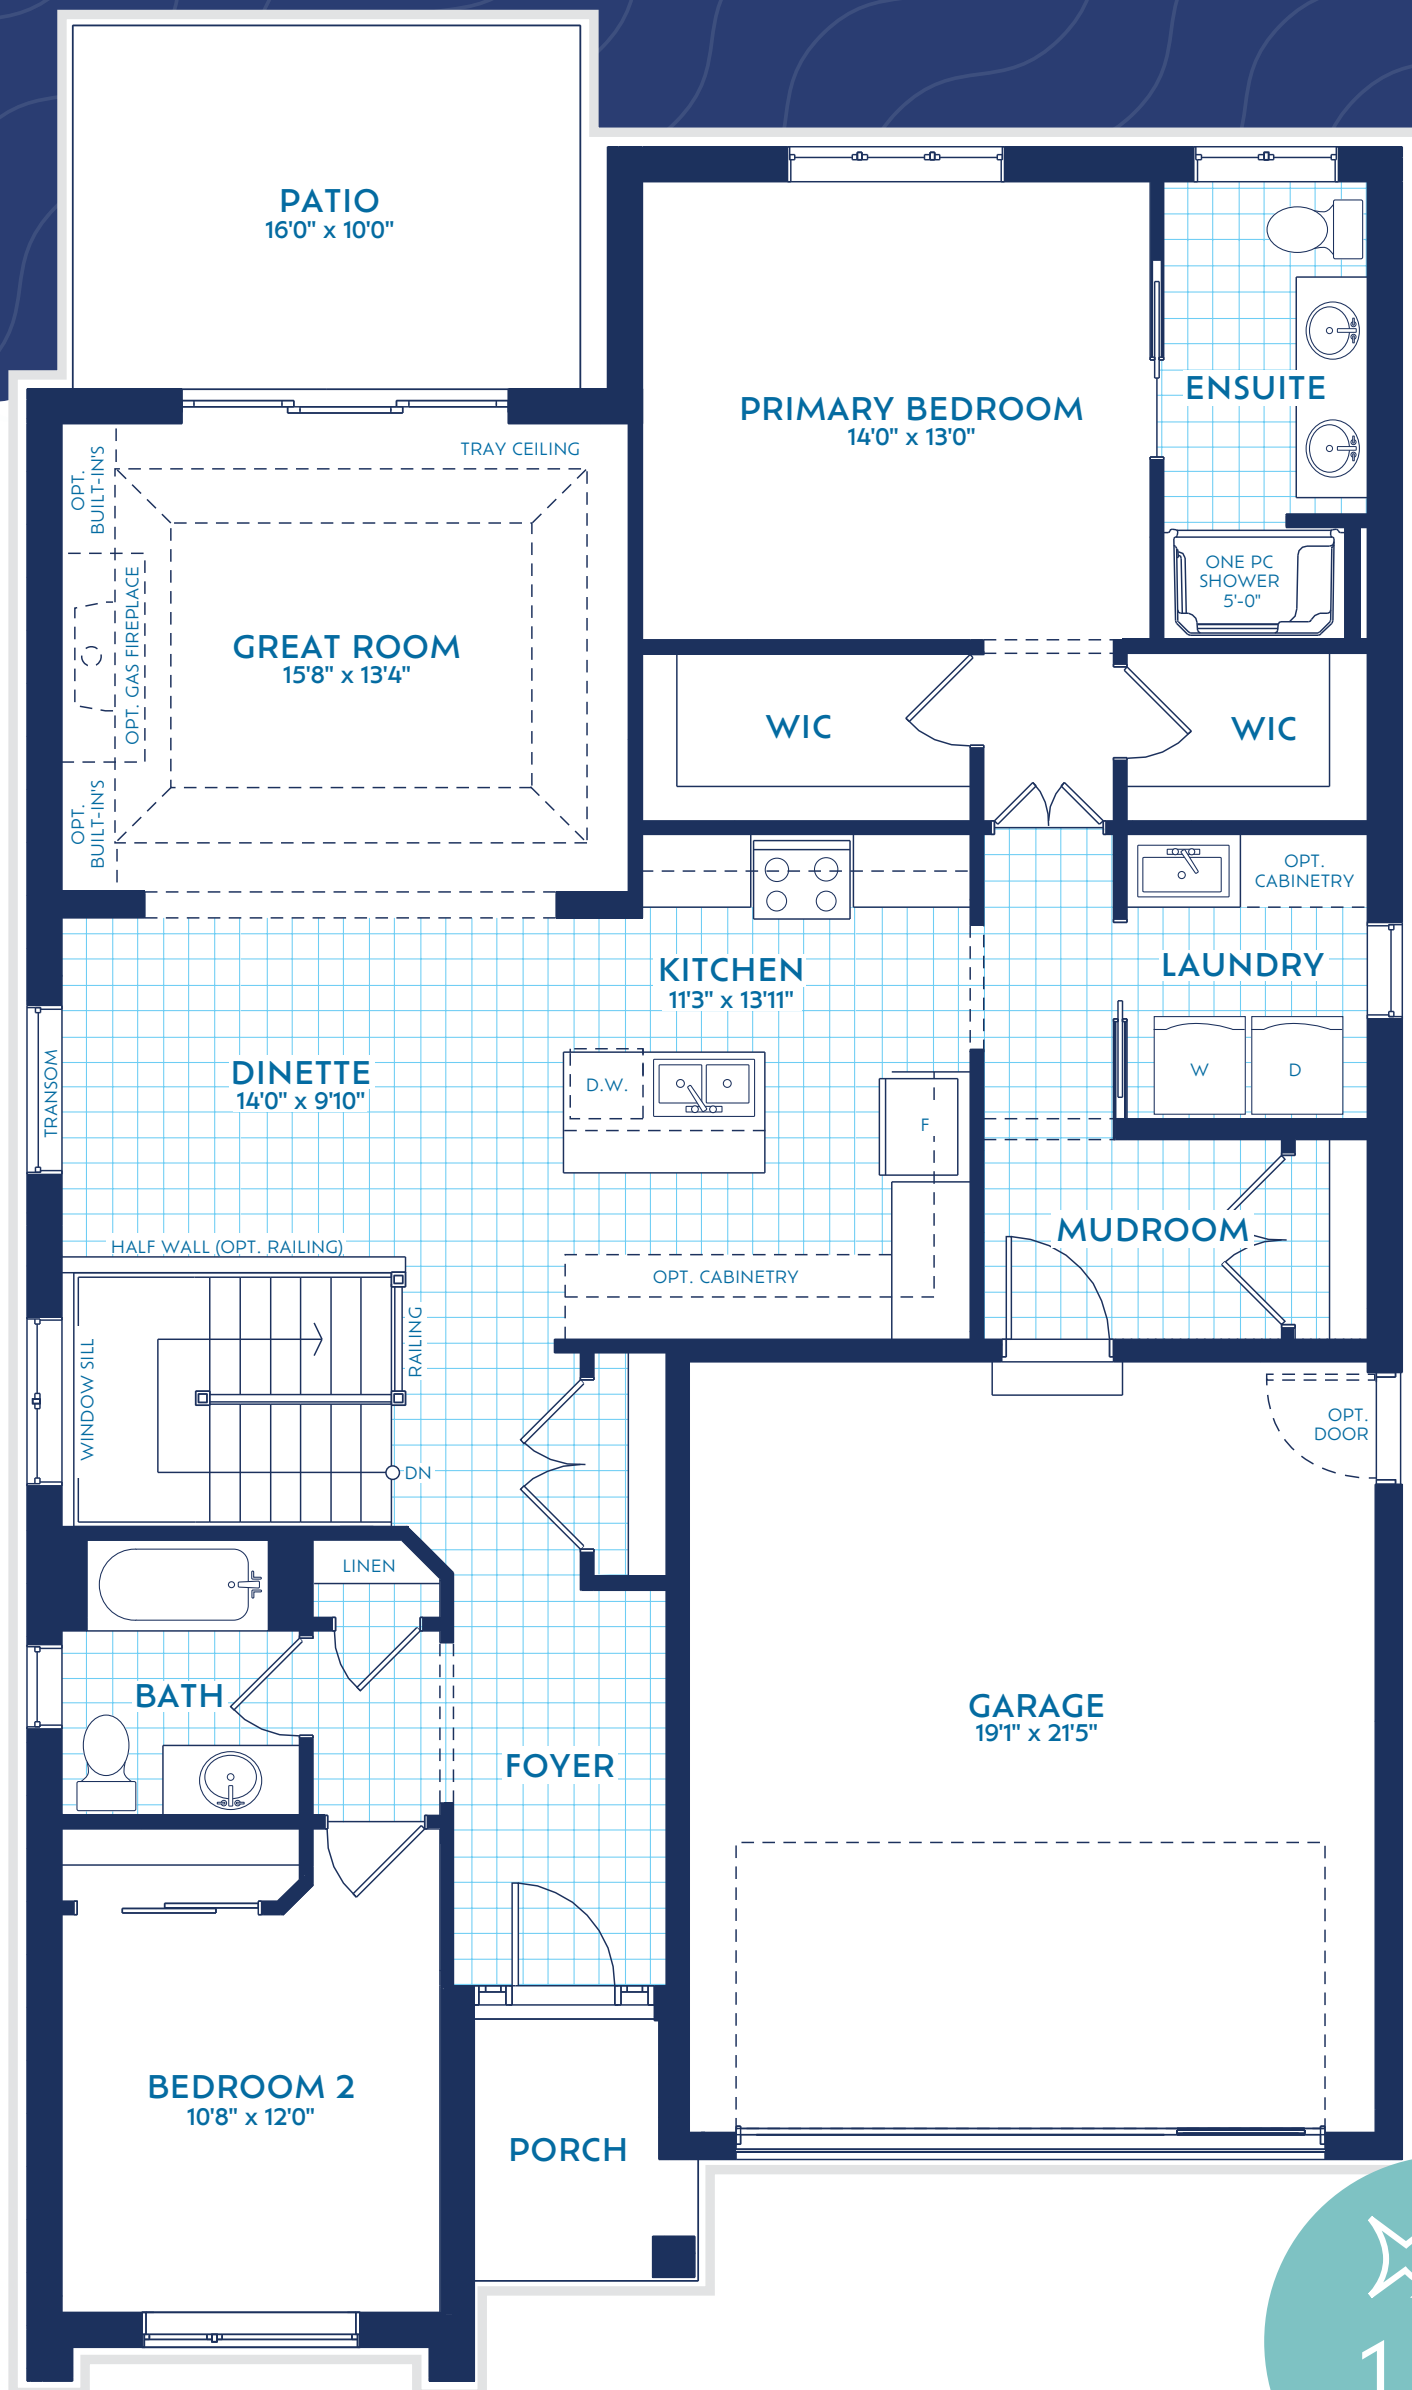 PATIO
16'0" x 10'0"
PRIMARY BEDROOM
14'0" x 13'0"
ENSUITE
ONE PC
SHOWER
5'-0"
TRAY CEILING
OPT.
BUILT-IN'S
OPT. GAS FIREPLACE
OPT.
BUILT-IN'S
GREAT ROOM
15'8" x 13'4"
WIC
WIC
OPT.
CABINETRY
LAUNDRY
W
D
KITCHEN
11'3" x 13'11"
D.W.
F
DINETTE
14'0" x 9'10"
TRANSOM
HALF WALL (OPT. RAILING)
OPT. CABINETRY
MUDROOM
WINDOW SILL
RAILING
DN
OPT.
DOOR
LINEN
BATH
FOYER
GARAGE
19'1" x 21'5"
BEDROOM 2
10'8" x 12'0"
PORCH
1